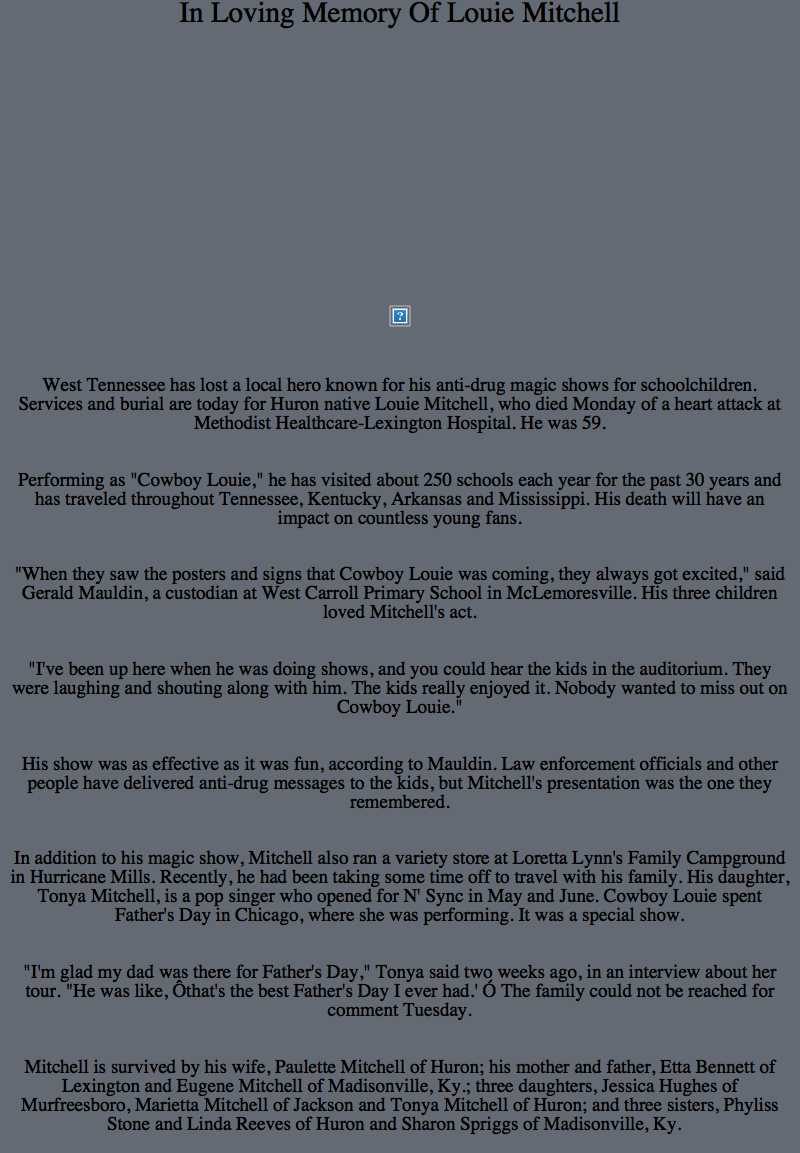 In Loving Memory Of Louie Mitchell
?
West Tennessee has lost a local hero known for his anti-drug magic shows for schoolchildren.
Services and burial are today for Huron native Louie Mitchell, who died Monday of a heart attack at
Methodist Healthcare-Lexington Hospital. He was 59.
Performing as "Cowboy Louie," he has visited about 250 schools each year for the past 30 years and
has traveled throughout Tennessee, Kentucky, Arkansas and Mississippi. His death will have an
impact on countless young fans.
"When they saw the posters and signs that Cowboy Louie was coming, they always got excited," said
Gerald Mauldin, a custodian at West Carroll Primary School in McLemoresville. His three children
loved Mitchell's act.
"I've been up here when he was doing shows, and you could hear the kids in the auditorium. They
were laughing and shouting along with him. The kids really enjoyed it. Nobody wanted to miss out on
Cowboy Louie."
His show was as effective as it was fun, according to Mauldin. Law enforcement officials and other
people have delivered anti-drug messages to the kids, but Mitchell's presentation was the one they
remembered.
In addition to his magic show, Mitchell also ran a variety store at Loretta Lynn's Family Campground
in Hurricane Mills. Recently, he had been taking some time off to travel with his family. His daughter,
Tonya Mitchell, is a pop singer who opened for N' Sync in May and June. Cowboy Louie spent
Father's Day in Chicago, where she was performing. It was a special show.
"I'm glad my dad was there for Father's Day," Tonya said two weeks ago, in an interview about her
tour. "He was like, Ôthat's the best Father's Day I ever had.' Ó The family could not be reached for
comment Tuesday.
Mitchell is survived by his wife, Paulette Mitchell of Huron; his mother and father, Etta Bennett of
Lexington and Eugene Mitchell of Madisonville, Ky.; three daughters, Jessica Hughes of
Murfreesboro, Marietta Mitchell of Jackson and Tonya Mitchell of Huron; and three sisters, Phyliss
Stone and Linda Reeves of Huron and Sharon Spriggs of Madisonville, Ky.